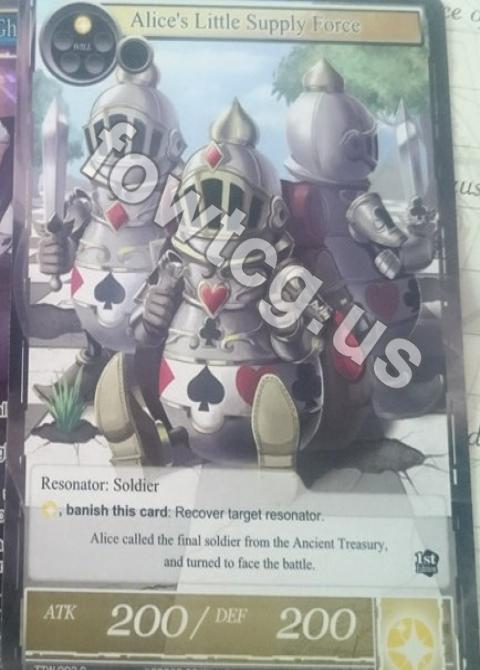 Alice's Little Supply Force
WILL
fowtcg.us
Resonator: Soldier
, banish this card: Recover target resonator.
Alice called the final soldier from the Ancient Treasury,
and turned to face the battle.
1st
Edition
ATK 200/ DEF 200